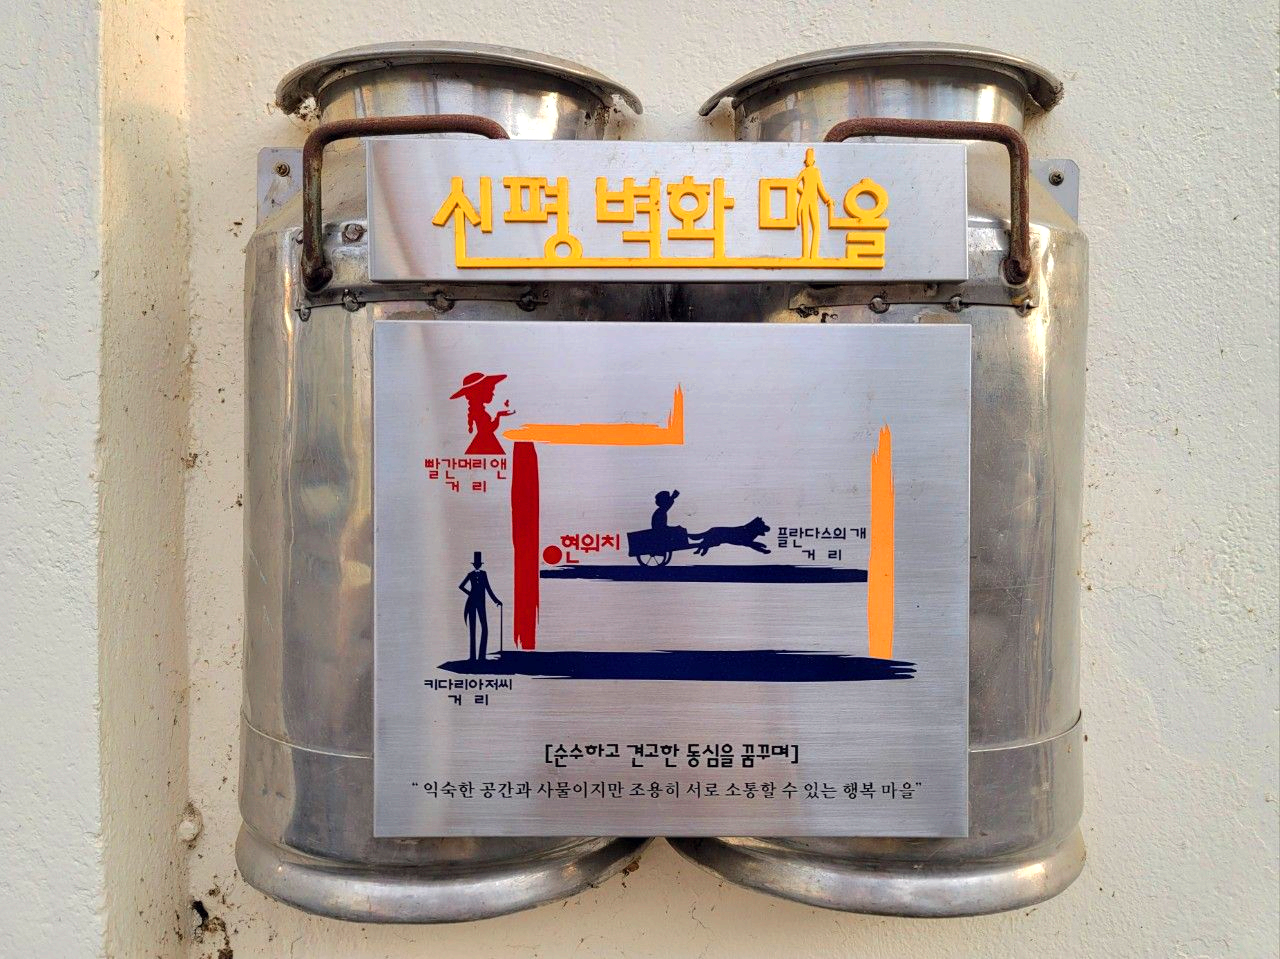 신평 벽화 마을
빨간머리 앤
거 리
현위치
플란다스의 개
거 리
키다리아저씨
거 리
[순수하고 견고한 동심을 꿈꾸며]
“익숙한 공간과 사물이지만 조용히 서로 소통할 수 있는 행복 마을”